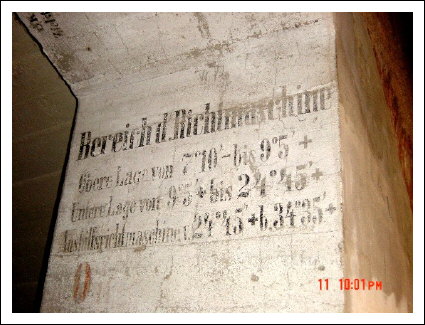 Bereich d. Richtmaschine
Obere Lage von 7°10'– bis 9°5' +
Untere Lage von 9°5' + bis 24°45' +
Ausfallsrichtmaschine v. 24°45' + b. 34°35' +
0
11 10:01PM